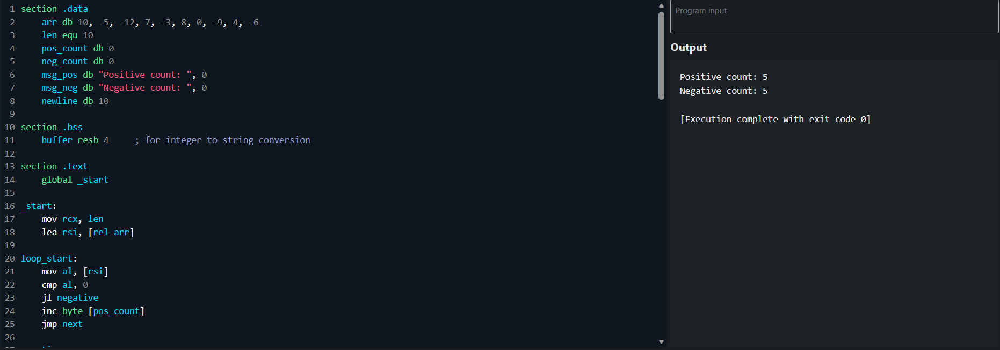 1 section .data
2     arr db 10, -5, -12, 7, -3, 8, 0, -9, 4, -6
3     len equ 10
4     pos_count db 0
5     neg_count db 0
6     msg_pos db "Positive count: ", 0
7     msg_neg db "Negative count: ", 0
8     newline db 10
9
10 section .bss
11     buffer resb 4     ; for integer to string conversion
12
13 section .text
14     global _start
15
16 _start:
17     mov rcx, len
18     lea rsi, [rel arr]
19
20 loop_start:
21     mov al, [rsi]
22     cmp al, 0
23     jl negative
24     inc byte [pos_count]
25     jmp next
26
Program input
Output
Positive count: 5
Negative count: 5
[Execution complete with exit code 0]